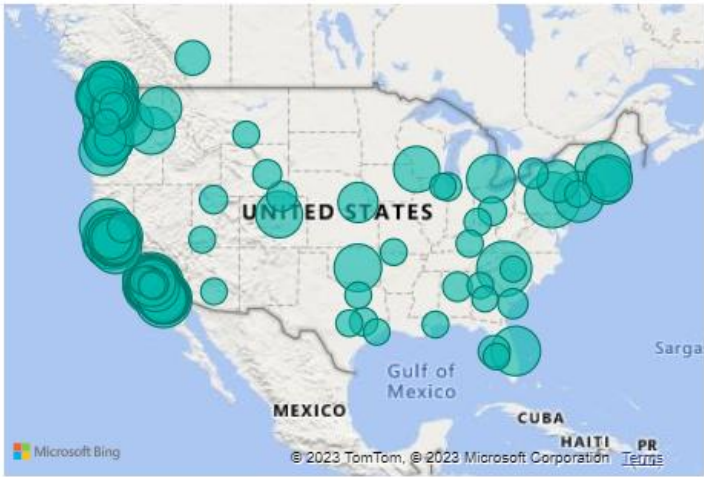 UNITED STATES
Sarga
Gulf of
Mexico
MEXICO
CUBA
HAITI
PR
Microsoft Bing
© 2023 TomTom, © 2023 Microsoft Corporation Terms